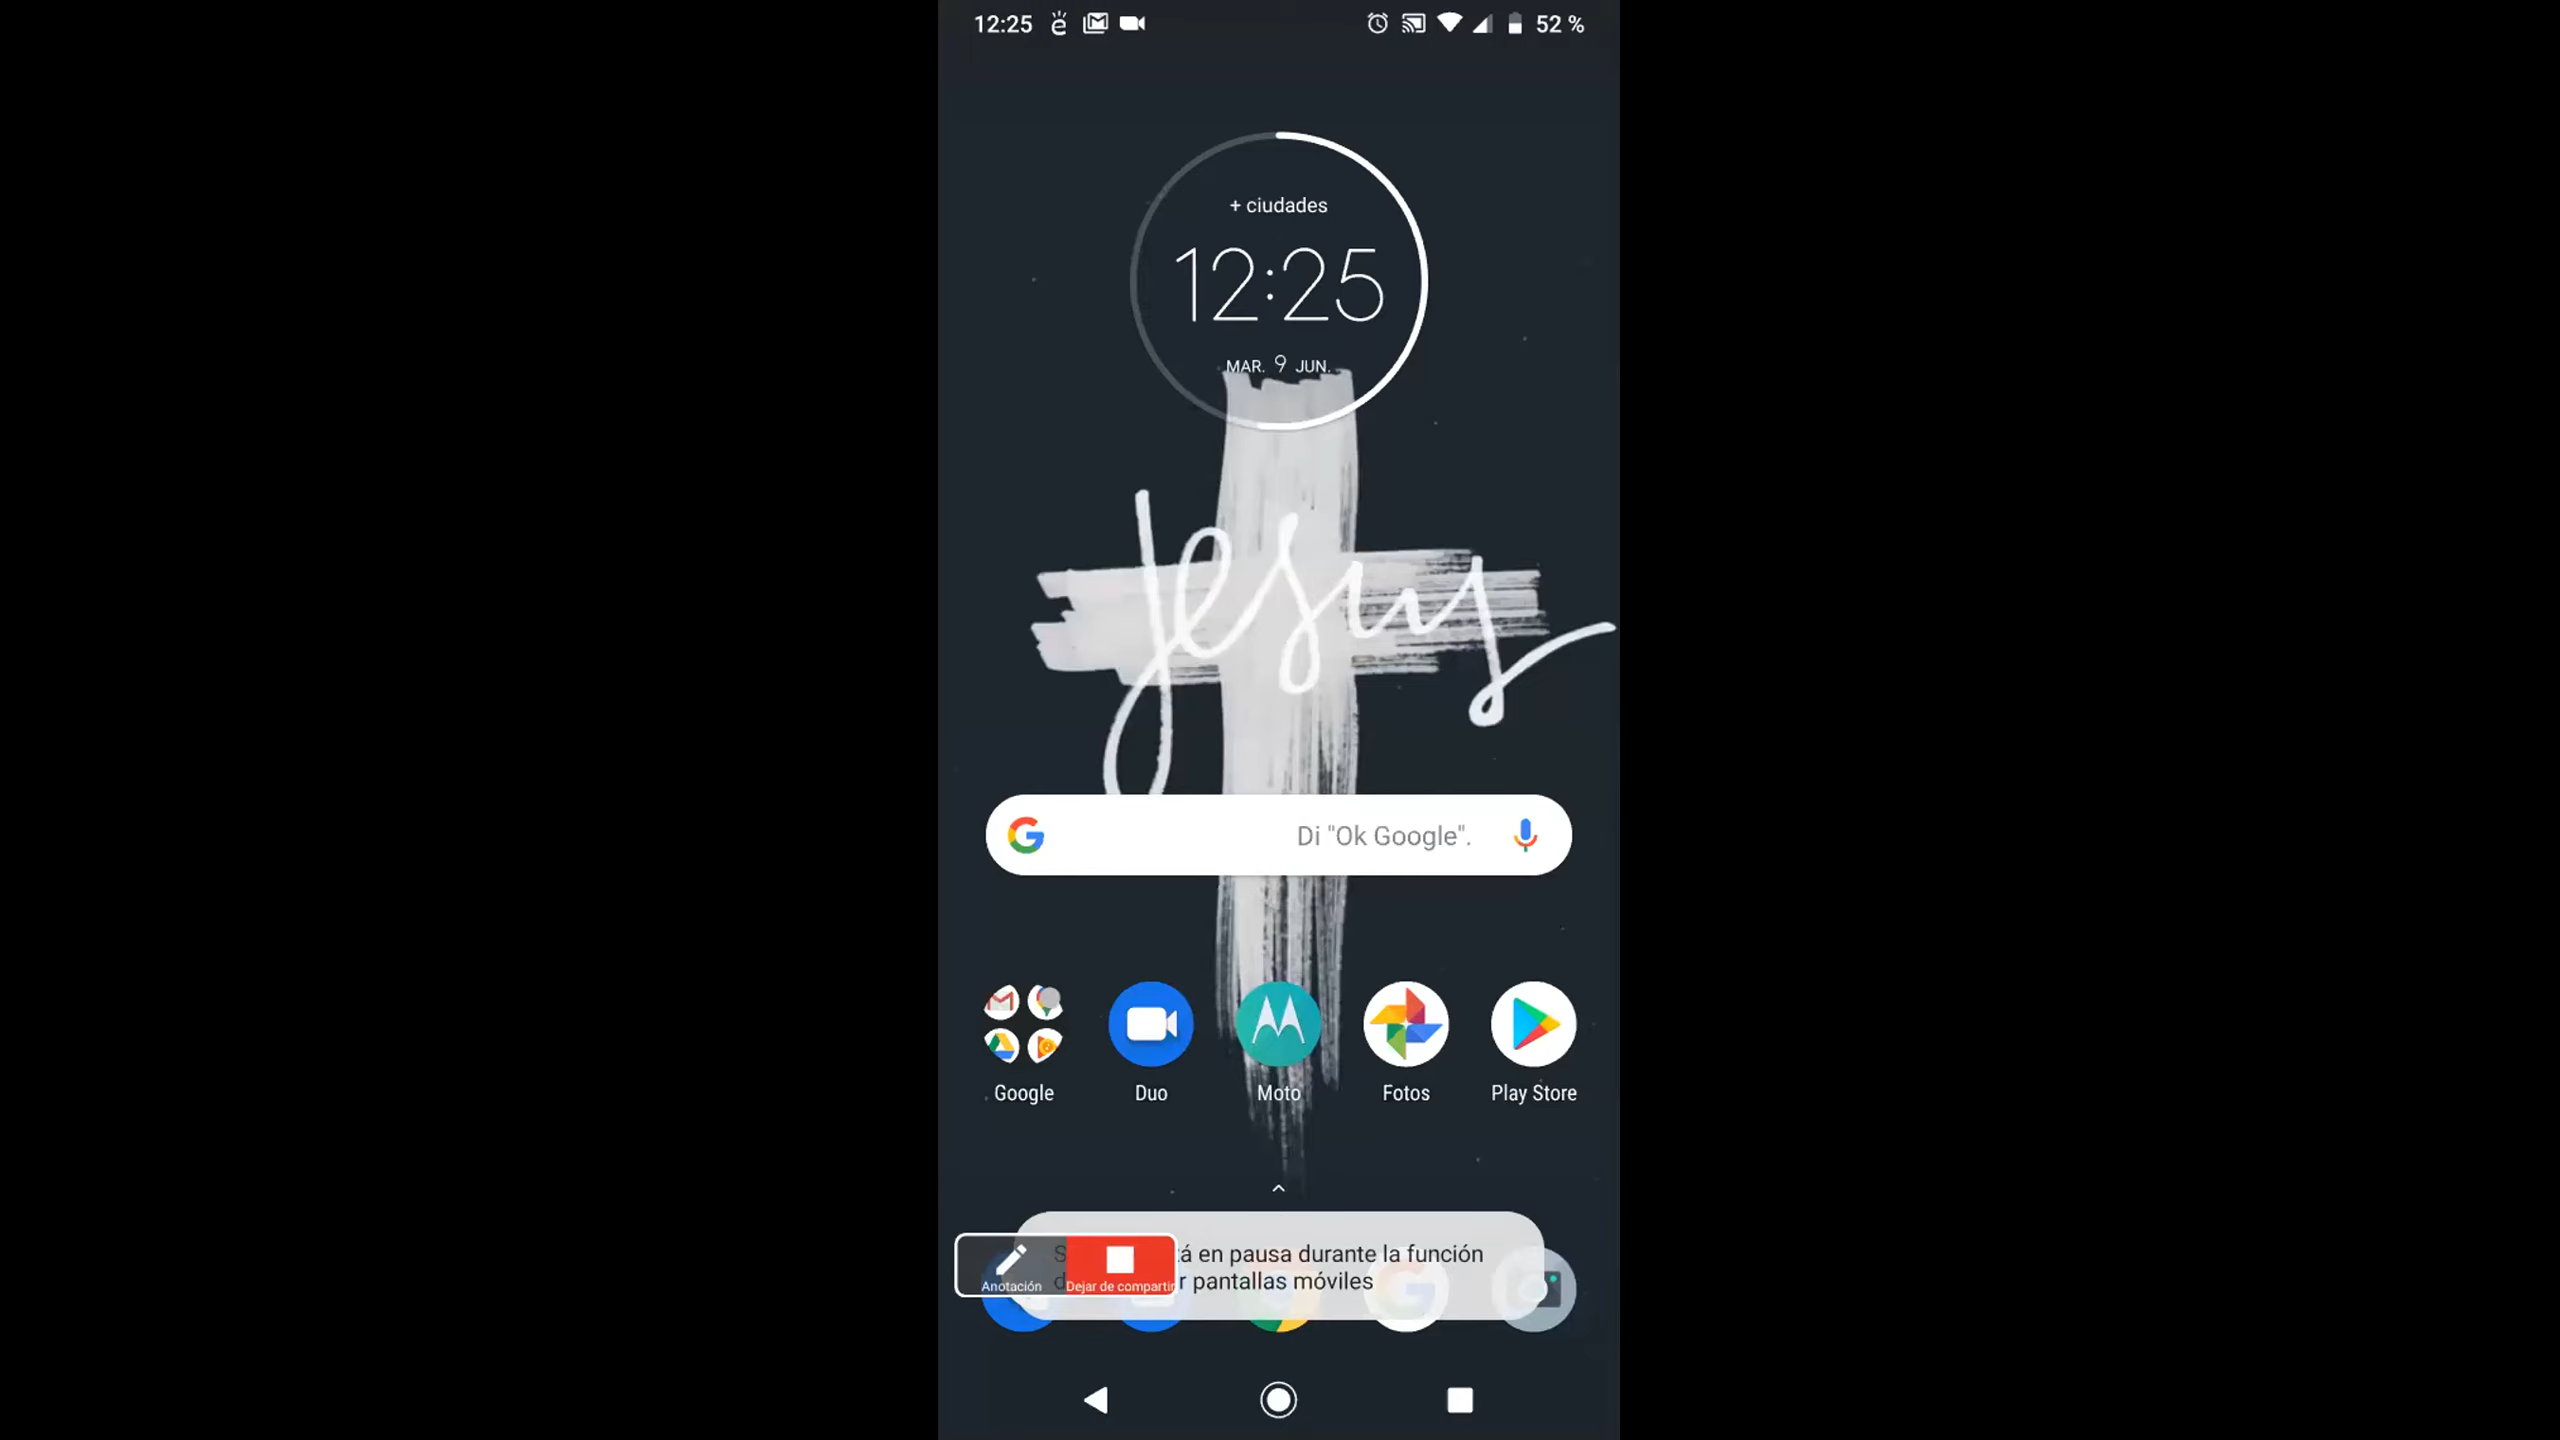 12:25
52 %
+ ciudades
12:25
MAR. 9 JUN.
Jesus
Di "Ok Google".
Google
Duo
Moto
Fotos
Play Store
en pausa durante la función
pantallas móviles
Anotación
Dejar de compartir